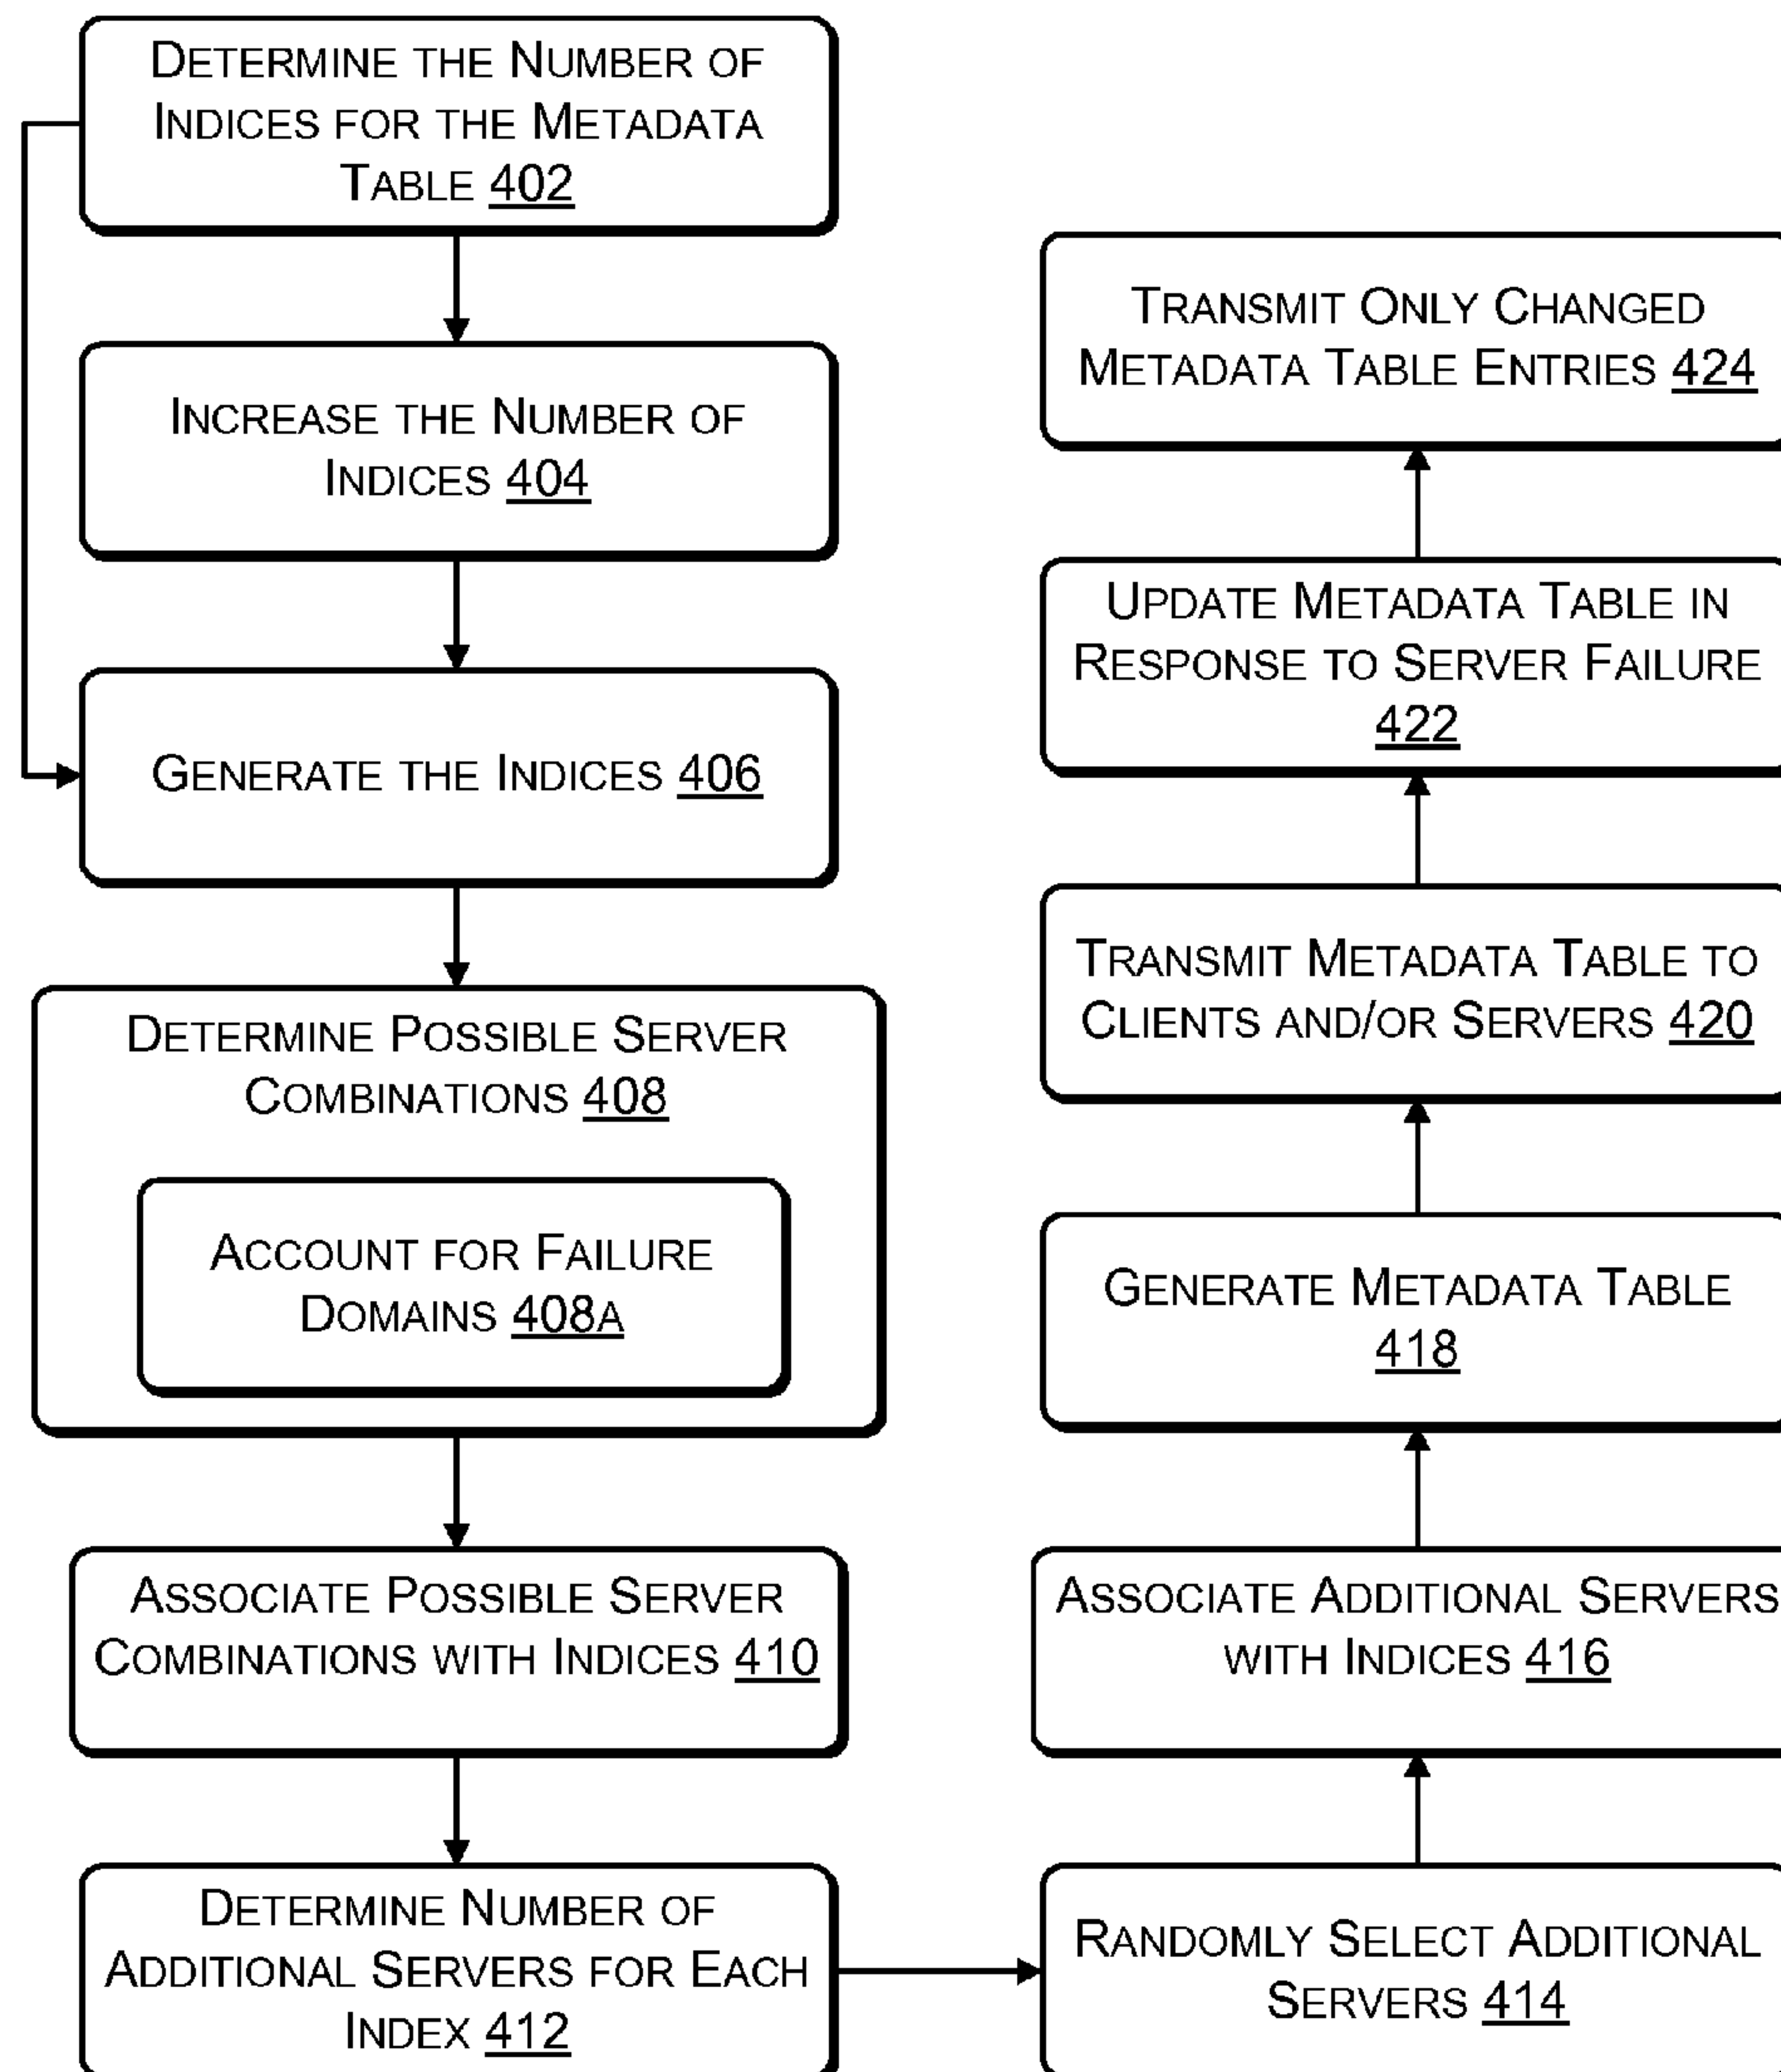 DETERMINE THE NUMBER OF
INDICES FOR THE METADATA
TABLE 402
INCREASE THE NUMBER OF
INDICES 404
GENERATE THE INDICES 406
DETERMINE POSSIBLE SERVER
COMBINATIONS 408
ACCOUNT FOR FAILURE
DOMAINS 408A
ASSOCIATE POSSIBLE SERVER
COMBINATIONS WITH INDICES 410
DETERMINE NUMBER OF
ADDITIONAL SERVERS FOR EACH
INDEX 412
RANDOMLY SELECT ADDITIONAL
SERVERS 414
ASSOCIATE ADDITIONAL SERVERS
WITH INDICES 416
GENERATE METADATA TABLE
418
TRANSMIT METADATA TABLE TO
CLIENTS AND/OR SERVERS 420
UPDATE METADATA TABLE IN
RESPONSE TO SERVER FAILURE
422
TRANSMIT ONLY CHANGED
METADATA TABLE ENTRIES 424